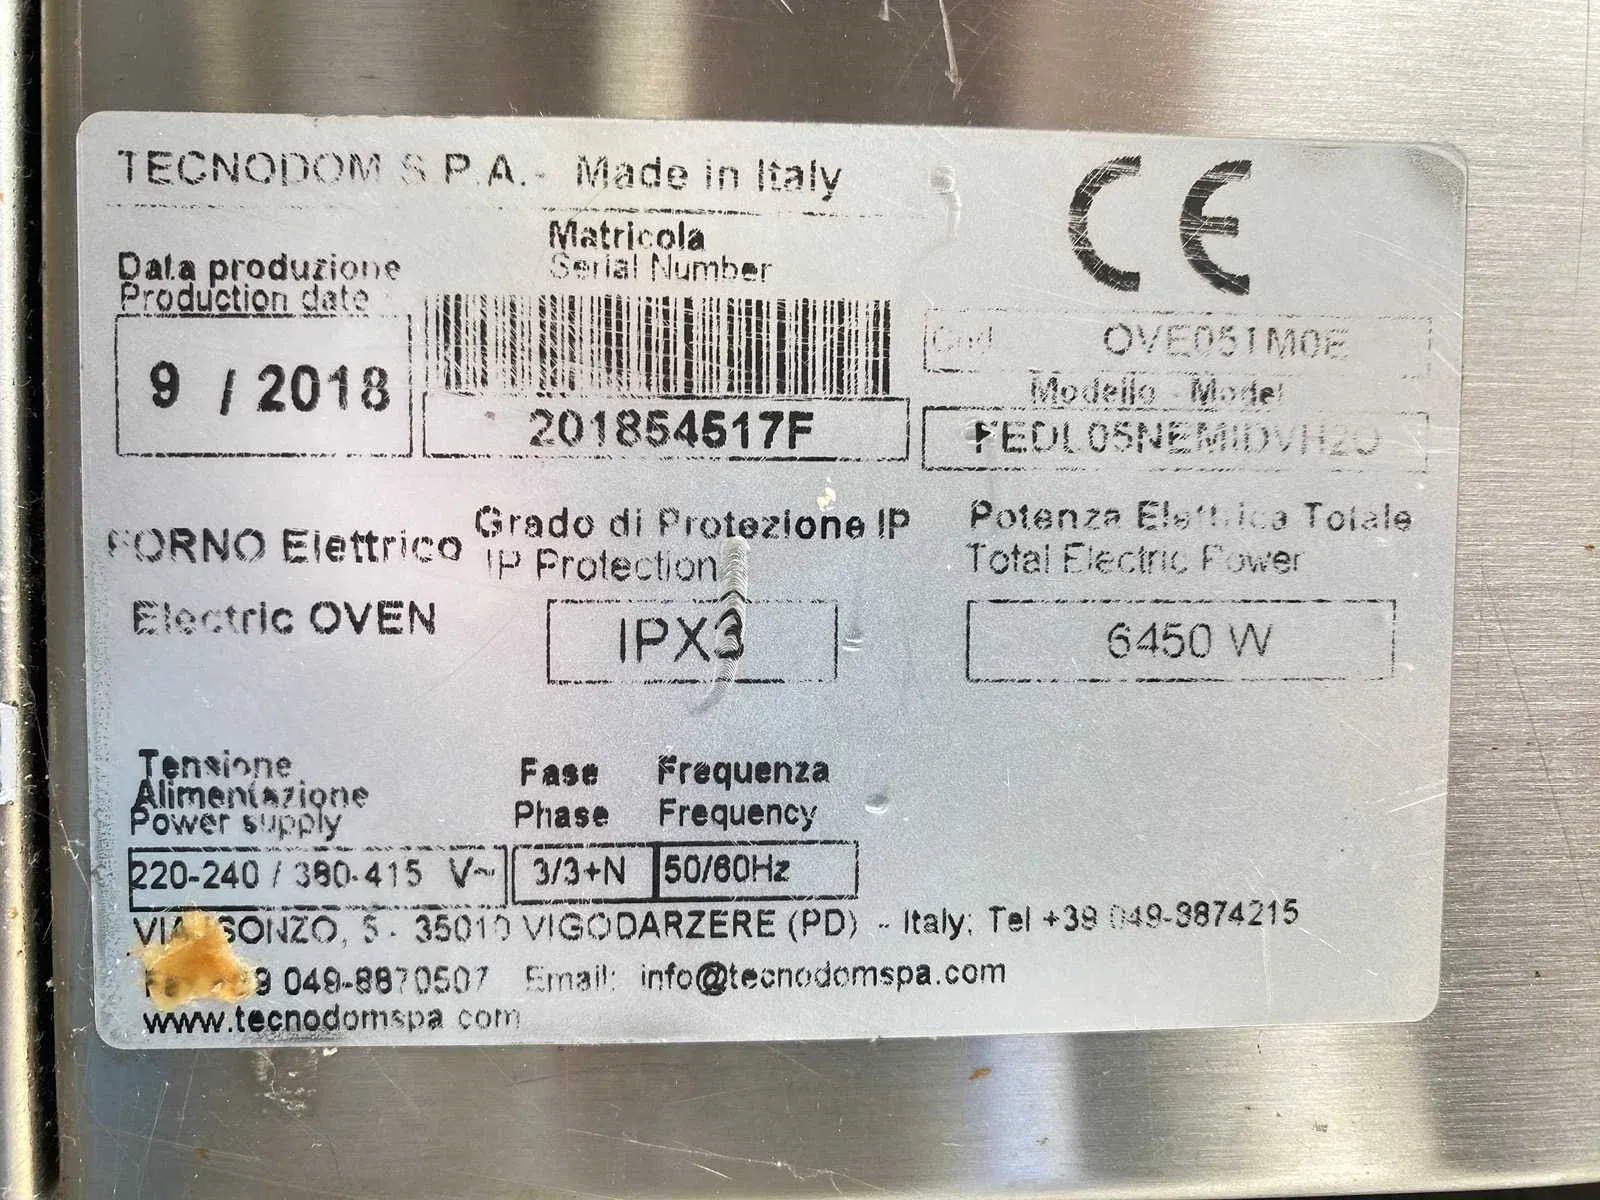 TECNODOM S.P.A. - Made in Italy
CE
Matricola
Serial Number
Data produzione
Production date
9 / 2018
201854517F
Cod. OVE051M0E
Modello - Model
FEDL05NEMIDVH2O
FORNO Elettrico
Electric OVEN
Grado di Protezione IP
IP Protection
IPX3
Potenza Elettrica Totale
Total Electric Power
6450 W
Tensione
Alimentazione
Power supply
220-240 / 380-415 V~
Fase
Phase
3/3+N
Frequenza
Frequency
50/60Hz
VIA ISONZO, 5 - 35010 VIGODARZERE (PD) - Italy; Tel +39 049-8874215
049-8870507 Email: info@tecnodomspa.com
www.tecnodomspa.com